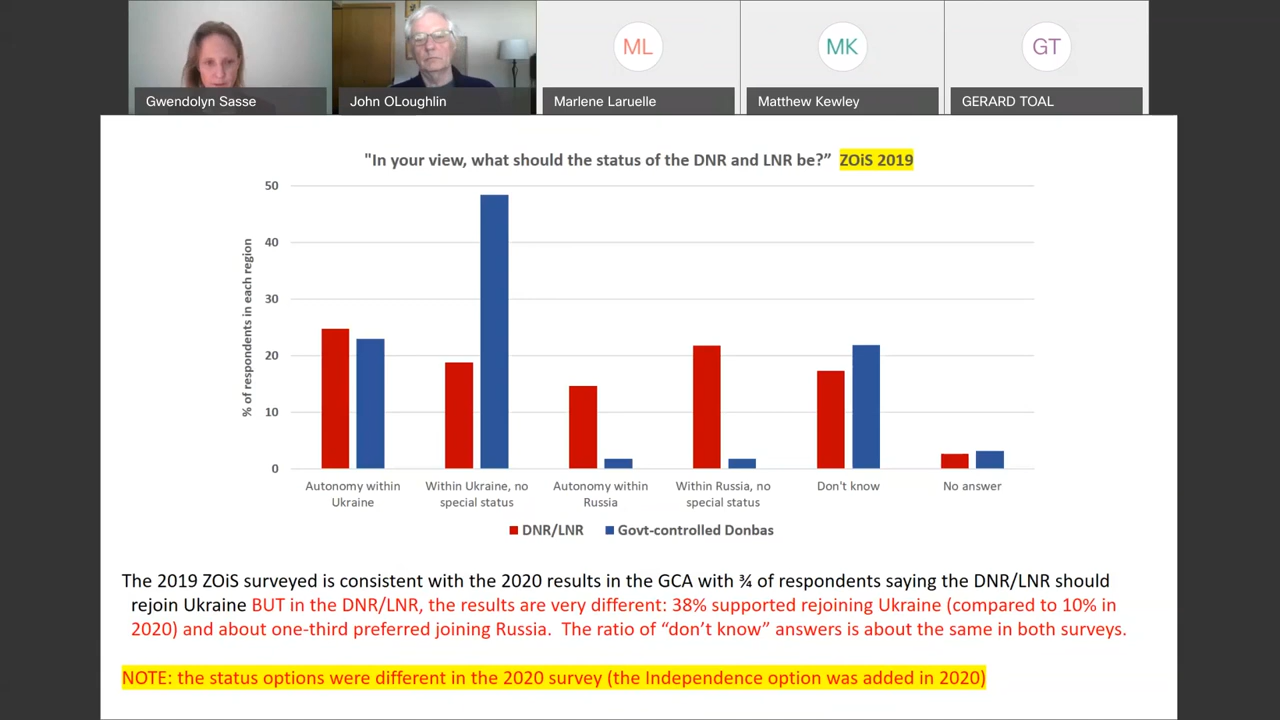 ML
MK
GT
Gwendolyn Sasse
John OLoughlin
Marlene Laruelle
Matthew Kewley
GERARD TOAL
"In your view, what should the status of the DNR and LNR be?” ZOiS 2019
% of respondents in each region
50
40
30
20
10
0
Autonomy within
Ukraine
Within Ukraine, no
special status
Autonomy within
Russia
Within Russia, no
special status
Don't know
No answer
DNR/LNR
Govt-controlled Donbas
The 2019 ZOiS surveyed is consistent with the 2020 results in the GCA with ¾ of respondents saying the DNR/LNR should
rejoin Ukraine BUT in the DNR/LNR, the results are very different: 38% supported rejoining Ukraine (compared to 10% in
2020) and about one-third preferred joining Russia. The ratio of “don’t know” answers is about the same in both surveys.
NOTE: the status options were different in the 2020 survey (the Independence option was added in 2020)